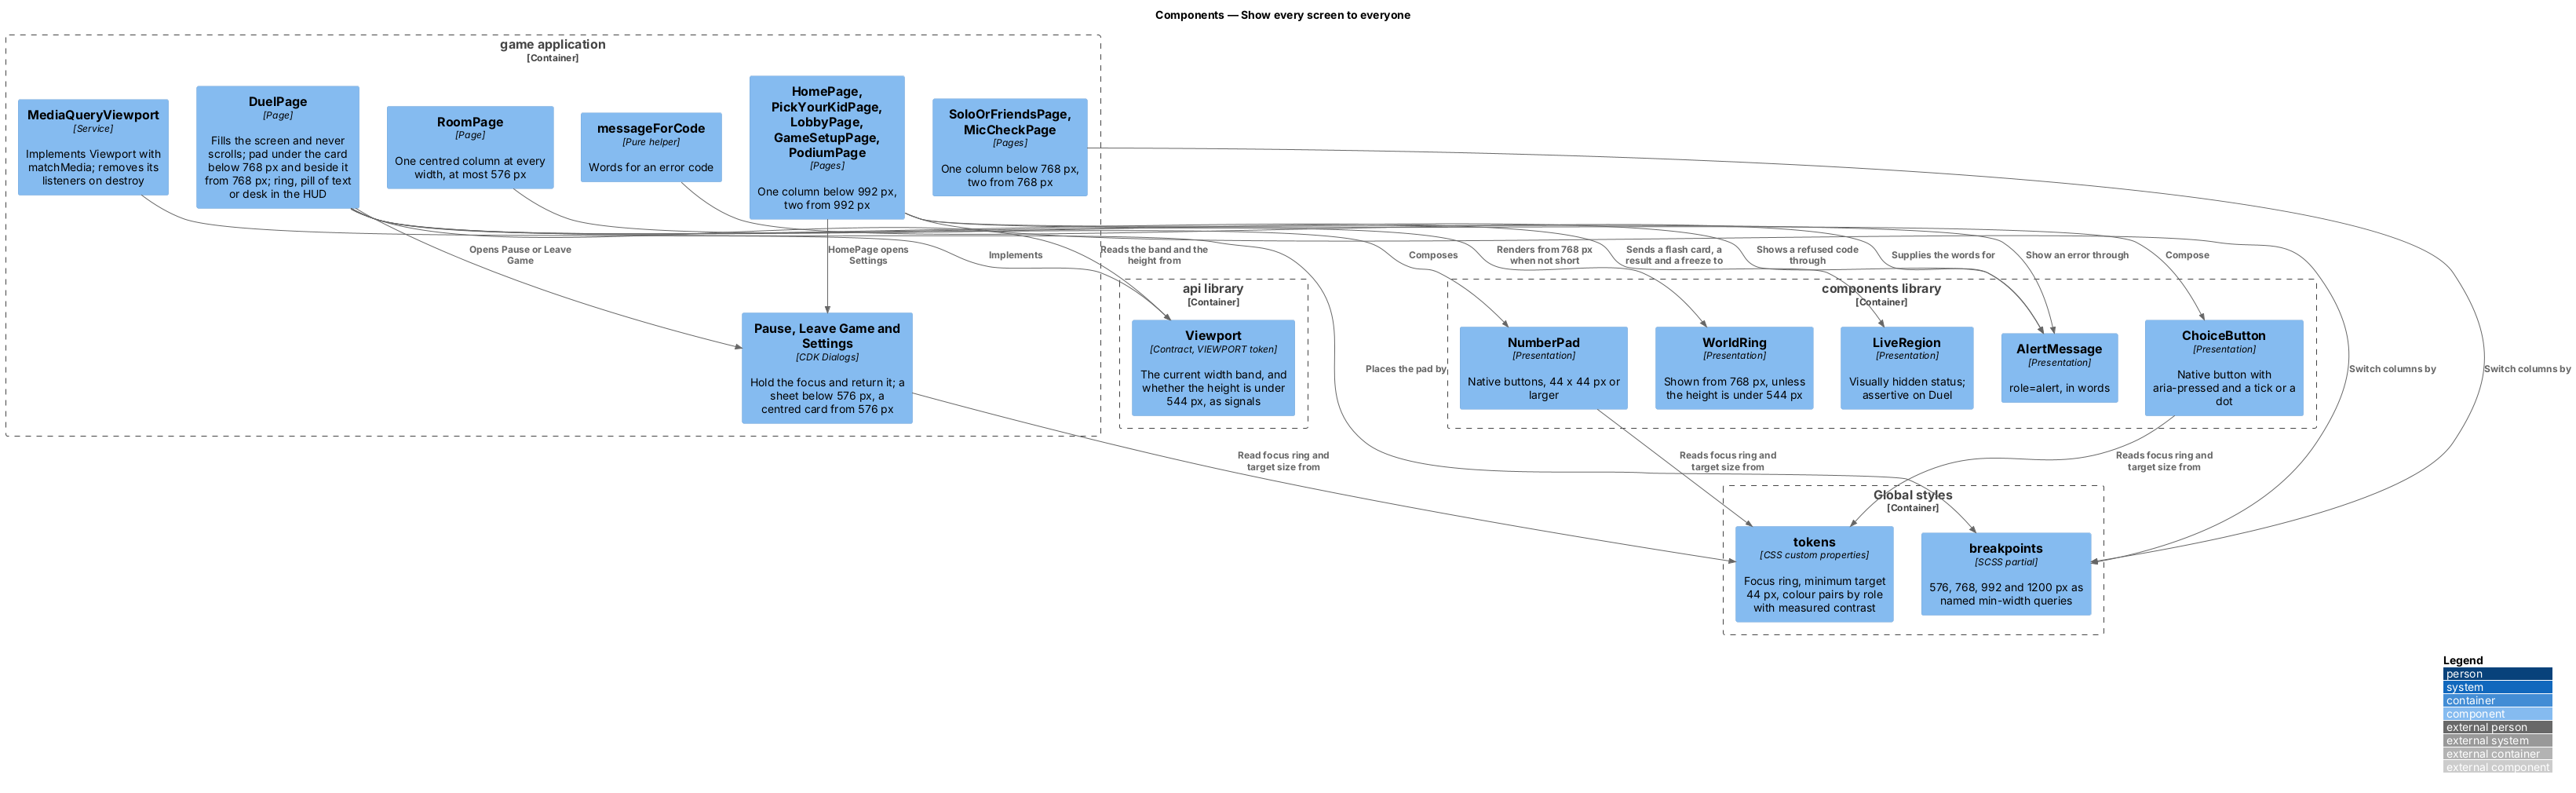 Components — Show every screen to everyone
game application
[Container]
MediaQueryViewport
[Service]
Implements Viewport with
matchMedia; removes its
listeners on destroy
DuelPage
[Page]
Fills the screen and never
scrolls; pad under the card
below 768 px and beside it
from 768 px; ring, pill of text
or desk in the HUD
RoomPage
[Page]
One centred column at every
width, at most 576 px
messageForCode
[Pure helper]
Words for an error code
HomePage,
PickYourKidPage,
LobbyPage,
GameSetupPage,
PodiumPage
[Pages]
One column below 992 px,
two from 992 px
SoloOrFriendsPage,
MicCheckPage
[Pages]
One column below 768 px,
two from 768 px
Opens Pause or Leave
Game
HomePage opens
Settings
Implements
Reads the band and the
height from
Composes
Renders from 768 px
when not short
Sends a flash card, a
result and a freeze to
Shows a refused code
through
Supplies the words for
Show an error through
Compose
Pause, Leave Game and
Settings
[CDK Dialogs]
Hold the focus and return it; a
sheet below 576 px, a
centred card from 576 px
api library
[Container]
Viewport
[Contract, VIEWPORT token]
The current width band, and
whether the height is under
544 px, as signals
Places the pad by
components library
[Container]
NumberPad
[Presentation]
Native buttons, 44 x 44 px or
larger
WorldRing
[Presentation]
Shown from 768 px, unless
the height is under 544 px
LiveRegion
[Presentation]
Visually hidden status;
assertive on Duel
AlertMessage
[Presentation]
role=alert, in words
ChoiceButton
[Presentation]
Native button with
aria-pressed and a tick or a
dot
Switch columns by
Switch columns by
Read focus ring and
target size from
Reads focus ring and
target size from
Reads focus ring and
target size from
Global styles
[Container]
tokens
[CSS custom properties]
Focus ring, minimum target
44 px, colour pairs by role
with measured contrast
breakpoints
[SCSS partial]
576, 768, 992 and 1200 px as
named min-width queries
Legend
person
system
container
component
external person
external system
external container
external component